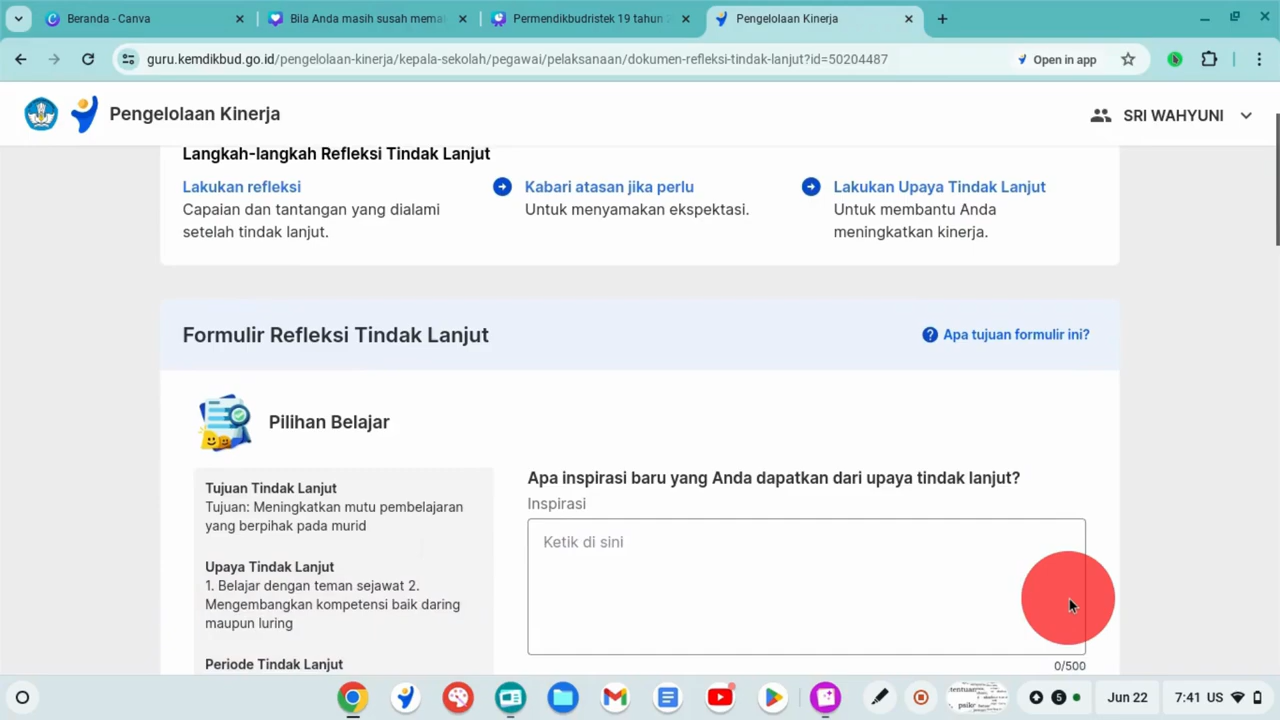 Beranda - Canva
Bila Anda masih susah mema
Permendikbudristek 19 tahun
Pengelolaan Kinerja
guru.kemdikbud.go.id/pengelolaan-kinerja/kepala-sekolah/pegawai/pelaksanaan/dokumen-refleksi-tindak-lanjut?id=50204487
Open in app
Pengelolaan Kinerja
SRI WAHYUNI
Langkah-langkah Refleksi Tindak Lanjut
Lakukan refleksi
Capaian dan tantangan yang dialami
setelah tindak lanjut.
Kabari atasan jika perlu
Untuk menyamakan ekspektasi.
Lakukan Upaya Tindak Lanjut
Untuk membantu Anda
meningkatkan kinerja.
Formulir Refleksi Tindak Lanjut
Apa tujuan formulir ini?
Pilihan Belajar
Tujuan Tindak Lanjut
Tujuan: Meningkatkan mutu pembelajaran
yang berpihak pada murid
Upaya Tindak Lanjut
1. Belajar dengan teman sejawat 2.
Mengembangkan kompetensi baik daring
maupun luring
Periode Tindak Lanjut
Apa inspirasi baru yang Anda dapatkan dari upaya tindak lanjut?
Inspirasi
Ketik di sini
0/500
5
Jun 22
7:41 US